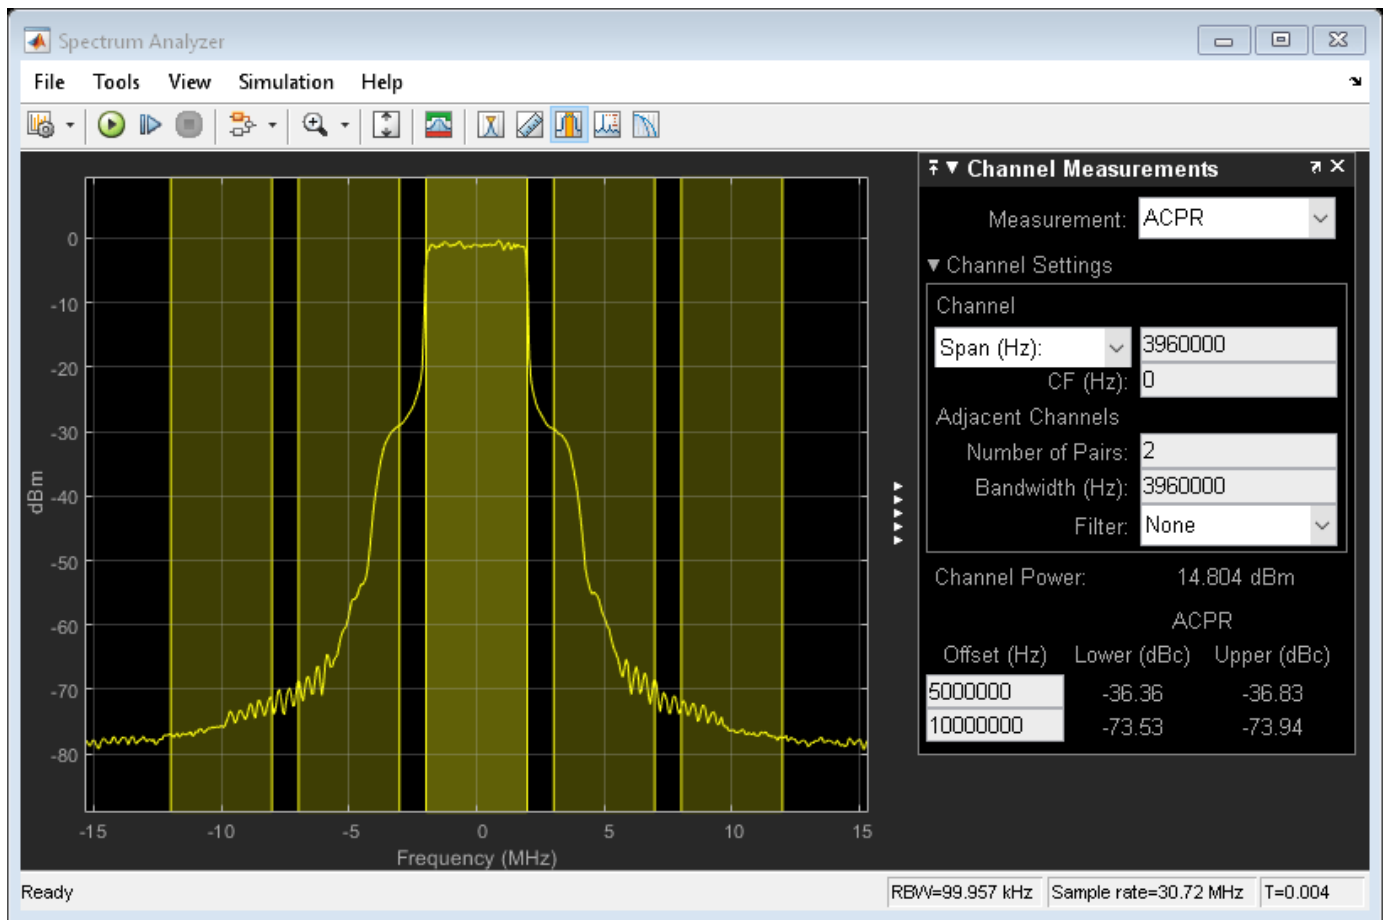 Spectrum Analyzer
File Tools View Simulation Help
Channel Measurements
Measurement: ACPR
Channel Settings
Channel
Span (Hz): 3960000
CF (Hz): 0
Adjacent Channels
Number of Pairs: 2
Bandwidth (Hz): 3960000
Filter: None
Channel Power: 14.804 dBm
ACPR
Offset (Hz) Lower (dBc) Upper (dBc)
5000000 -36.36 -36.83
10000000 -73.53 -73.94
dBm
0
-10
-20
-30
-40
-50
-60
-70
-80
-15 -10 -5 0 5 10 15
Frequency (MHz)
Ready RBW=99.957 kHz Sample rate=30.72 MHz T=0.004